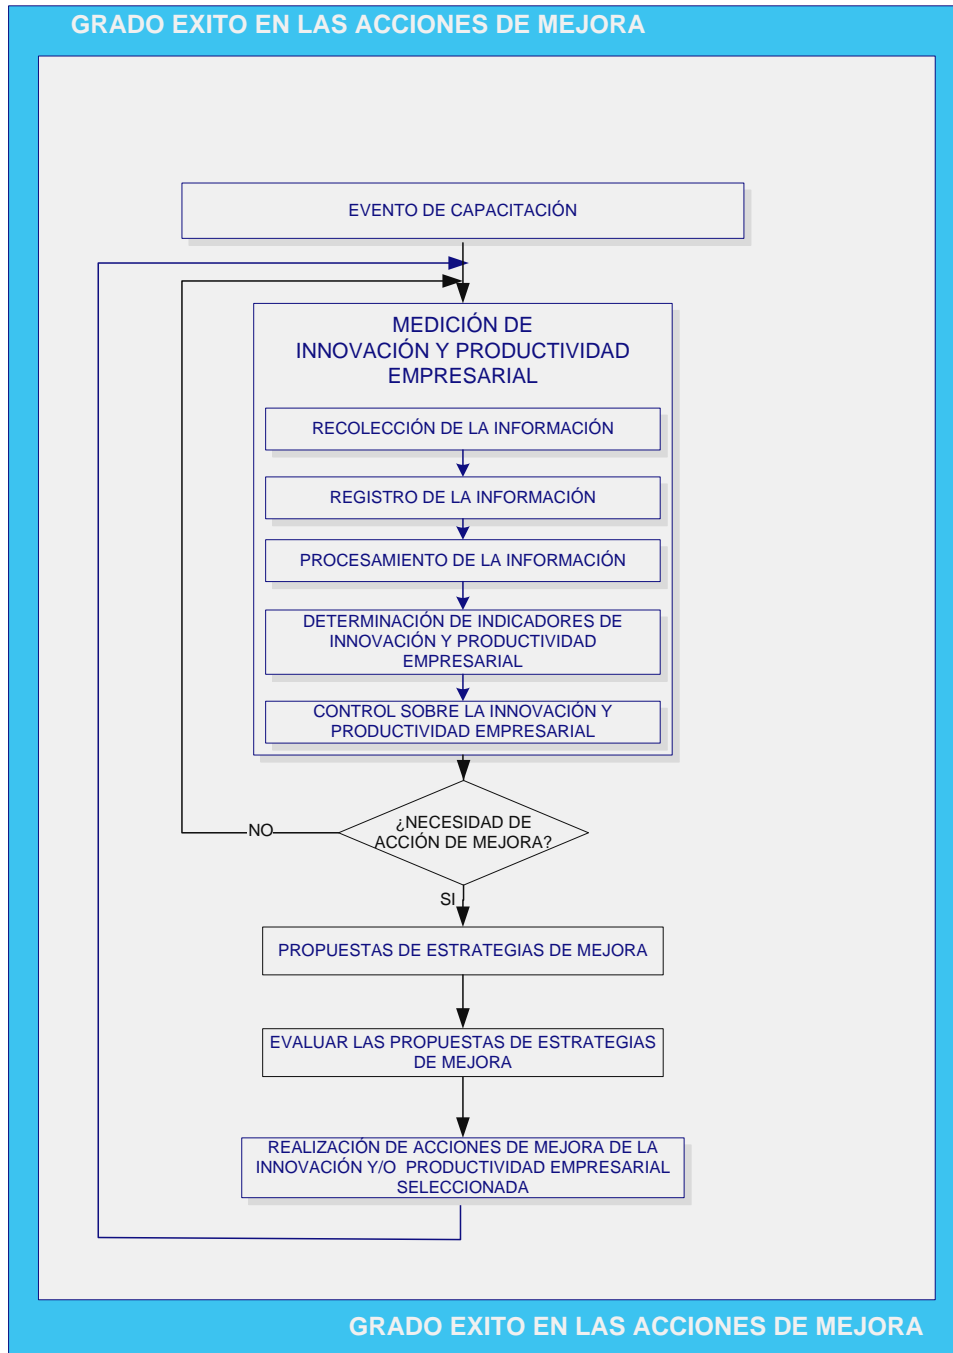 GRADO EXITO EN LAS ACCIONES DE MEJORA
EVENTO DE CAPACITACIÓN
MEDICIÓN DE
INNOVACIÓN Y PRODUCTIVIDAD
EMPRESARIAL
RECOLECCIÓN DE LA INFORMACIÓN
REGISTRO DE LA INFORMACIÓN
PROCESAMIENTO DE LA INFORMACIÓN
DETERMINACIÓN DE INDICADORES DE
INNOVACIÓN Y PRODUCTIVIDAD
EMPRESARIAL
CONTROL SOBRE LA INNOVACIÓN Y
PRODUCTIVIDAD EMPRESARIAL
¿NECESIDAD DE
ACCIÓN DE MEJORA?
NO
SI
PROPUESTAS DE ESTRATEGIAS DE MEJORA
EVALUAR LAS PROPUESTAS DE ESTRATEGIAS
DE MEJORA
REALIZACIÓN DE ACCIONES DE MEJORA DE LA
INNOVACIÓN Y/O PRODUCTIVIDAD EMPRESARIAL
SELECCIONADA
GRADO EXITO EN LAS ACCIONES DE MEJORA